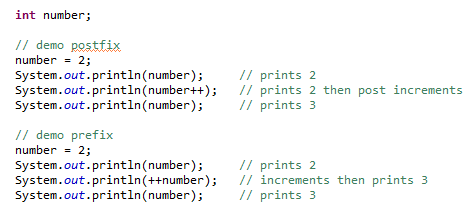 int number;
// demo postfix
number = 2;
System.out.println(number);     // prints 2
System.out.println(number++);   // prints 2 then post increments
System.out.println(number);     // prints 3
// demo prefix
number = 2;
System.out.println(number);     // prints 2
System.out.println(++number);   // increments then prints 3
System.out.println(number);     // prints 3